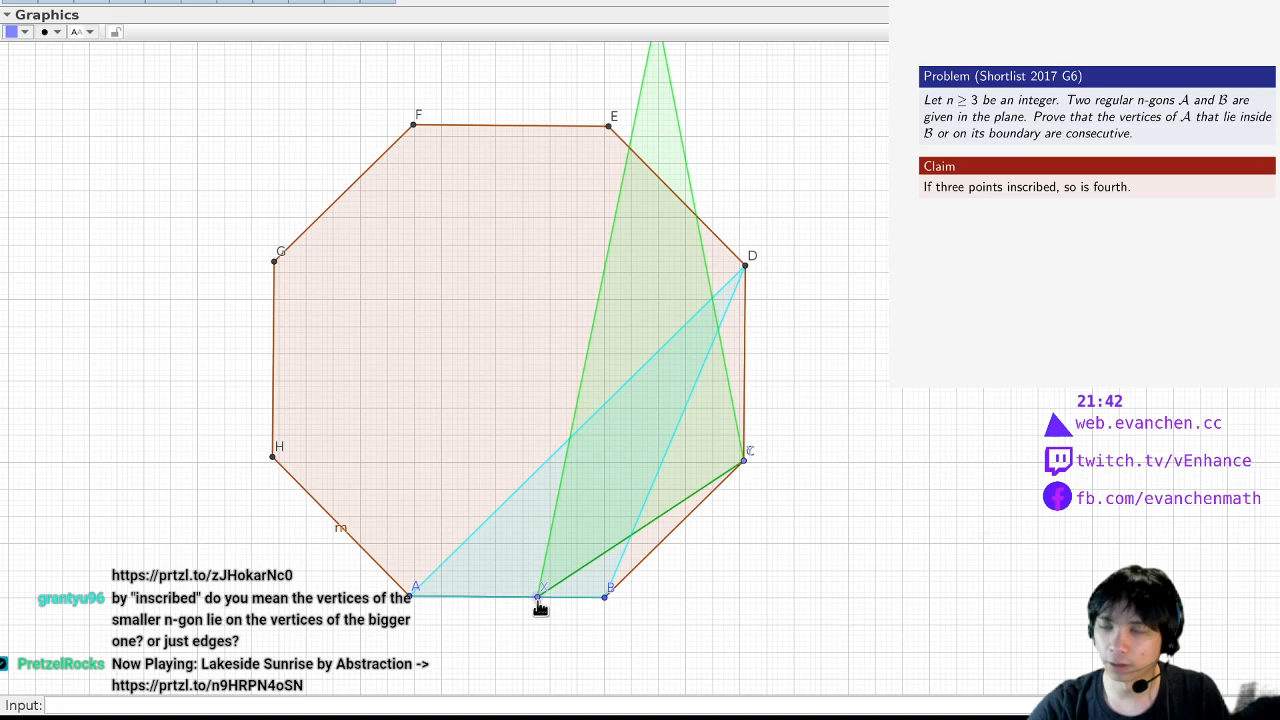 Graphics
AA
F
E
G
D
H
C
m
A
X
B
Problem (Shortlist 2017 G6)
Let n ≥ 3 be an integer. Two regular n-gons 𝒜 and ℬ are
given in the plane. Prove that the vertices of 𝒜 that lie inside
ℬ or on its boundary are consecutive.
Claim
If three points inscribed, so is fourth.
21:42
web.evanchen.cc
twitch.tv/vEnhance
fb.com/evanchenmath
https://prtzl.to/zJHokarNc0
grantyu96 by "inscribed" do you mean the vertices of the
smaller n-gon lie on the vertices of the bigger
one? or just edges?
PretzelRocks Now Playing: Lakeside Sunrise by Abstraction ->
https://prtzl.to/n9HRPN4oSN
Input: